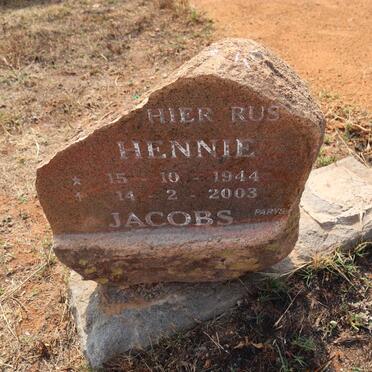 HIER RUS
HENNIE
* 15 - 10 - 1944
† 14 - 2 - 2003
JACOBS
PARYS